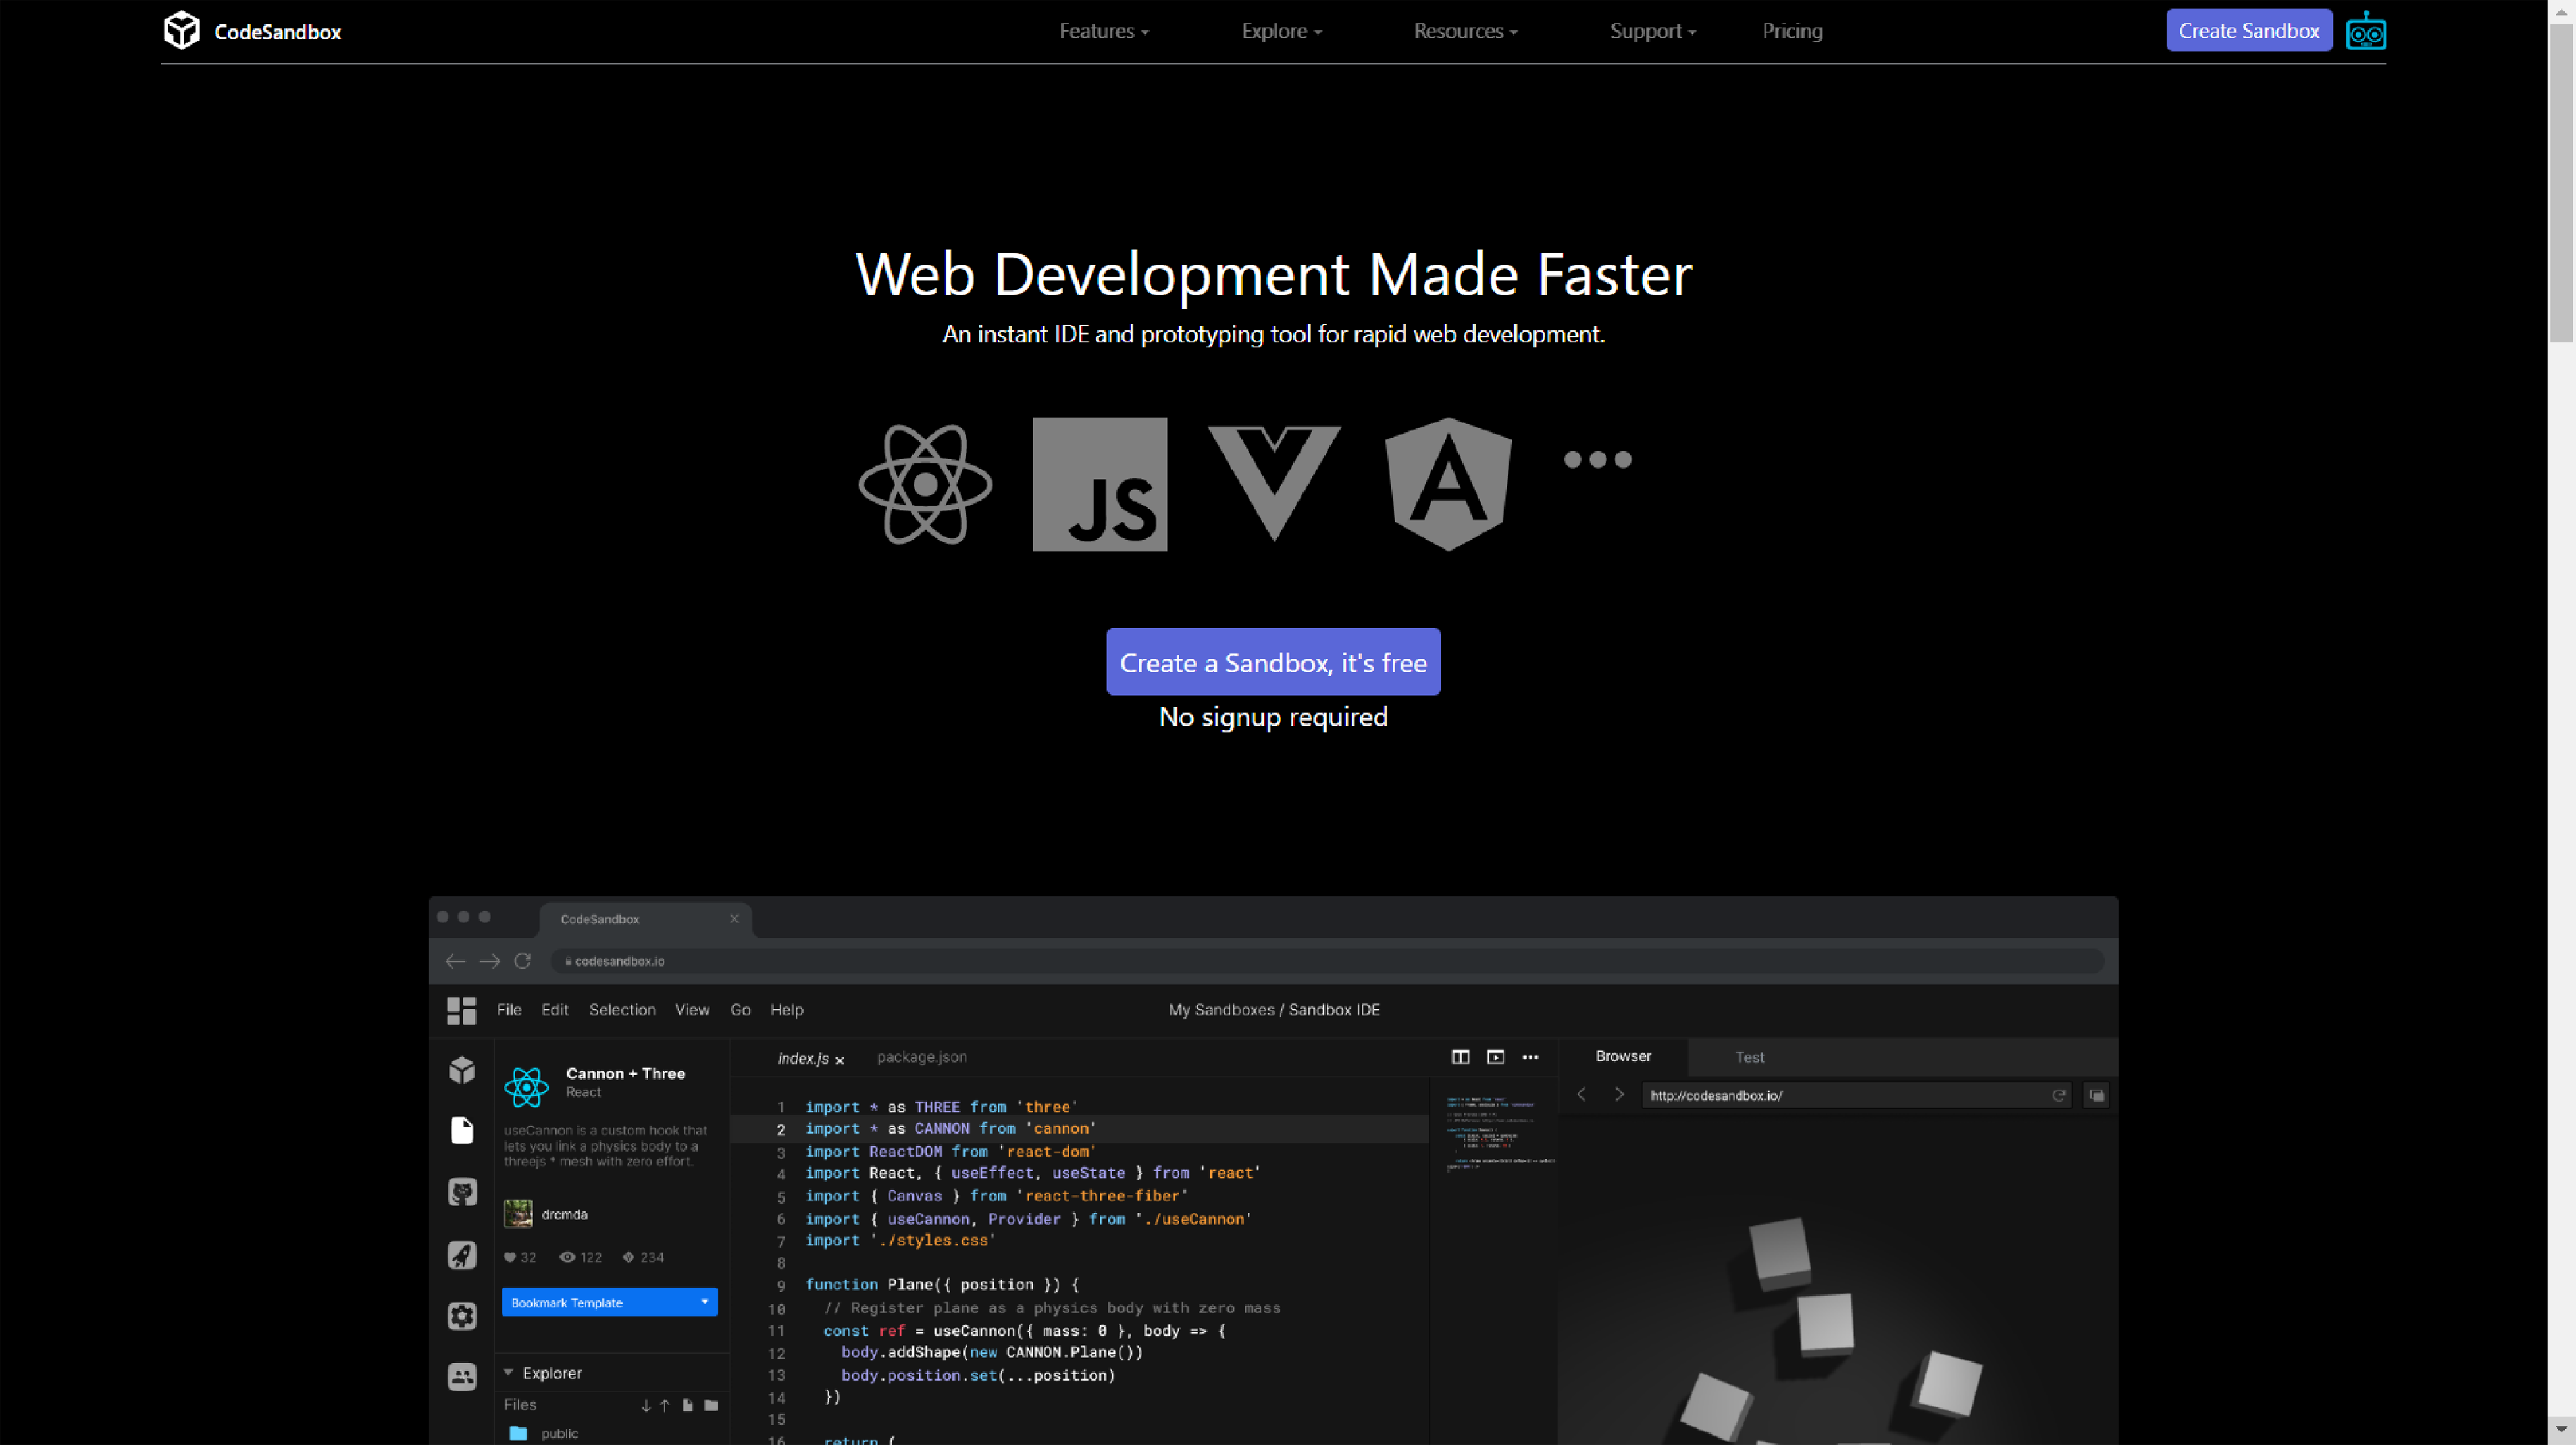 CodeSandbox
Features
Explore
Resources
Support
Pricing
Create Sandbox
Web Development Made Faster
An instant IDE and prototyping tool for rapid web development.
JS
A
Create a Sandbox, it's free
No signup required
CodeSandbox
codesandbox.io
File Edit Selection View Go Help
My Sandboxes / Sandbox IDE
Cannon + Three
React
useCannon is a custom hook that
lets you link a physics body to a
threejs * mesh with zero effort.
drcmda
32 122 234
Bookmark Template
Explorer
Files
public
index.js x package.json
1 import * as THREE from 'three'
2 import * as CANNON from 'cannon'
3 import ReactDOM from 'react-dom'
4 import React, { useEffect, useState } from 'react'
5 import { Canvas } from 'react-three-fiber'
6 import { useCannon, Provider } from './useCannon'
7 import './styles.css'
8
9 function Plane({ position }) {
10 // Register plane as a physics body with zero mass
11 const ref = useCannon({ mass: 0 }, body => {
12 body.addShape(new CANNON.Plane())
13 body.position.set(...position)
14 })
15
16 return (
Browser Test
http://codesandbox.io/